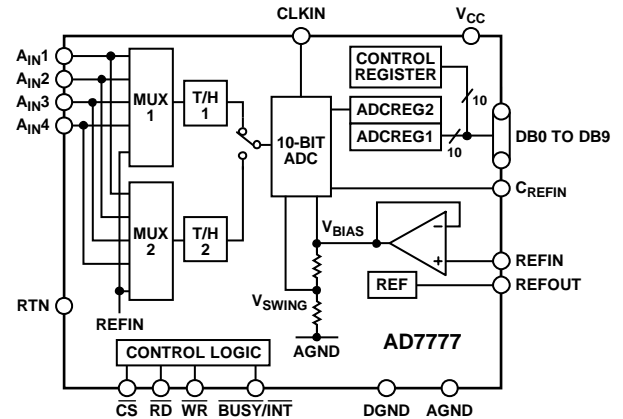 CLKIN
VCC
AIN1
AIN2
AIN3
AIN4
MUX
1
T/H
1
10-BIT
ADC
CONTROL
REGISTER
10
ADCREG2
ADCREG1
10
DB0 TO DB9
CREFIN
MUX
2
T/H
2
VBIAS
–
+
REFIN
REF
REFOUT
RTN
REFIN
VSWING
AGND
AD7777
CONTROL LOGIC
CS RD WR BUSY/INT DGND AGND